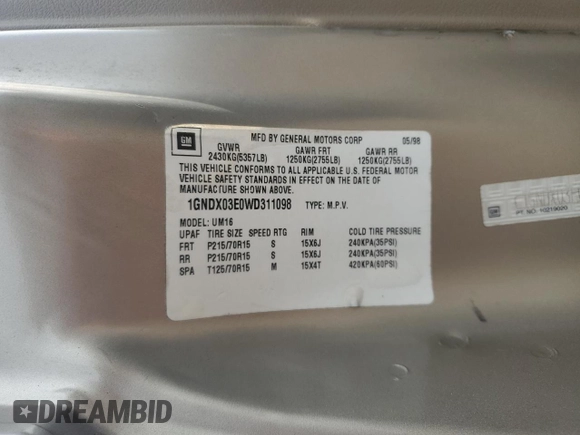 GM
MFD BY GENERAL MOTORS CORP 05/98
GVWR GAWR FRT GAWR RR
2430KG(5357LB) 1250KG(2755LB) 1250KG(2755LB)
THIS VEHICLE CONFORMS TO ALL APPLICABLE U.S. FEDERAL MOTOR
VEHICLE SAFETY STANDARDS IN EFFECT ON THE DATE OF
MANUFACTURE SHOWN ABOVE.
1GNDX03E0WD311098 TYPE: M.P.V.
MODEL: UM16
UPAF TIRE SIZE SPEED RTG RIM COLD TIRE PRESSURE
FRT P215/70R15 S 15X6J 240KPA(35PSI)
RR P215/70R15 S 15X6J 240KPA(35PSI)
SPA T125/70R15 M 15X4T 420KPA(60PSI)
PT. NO. 10219020
DREAMBID